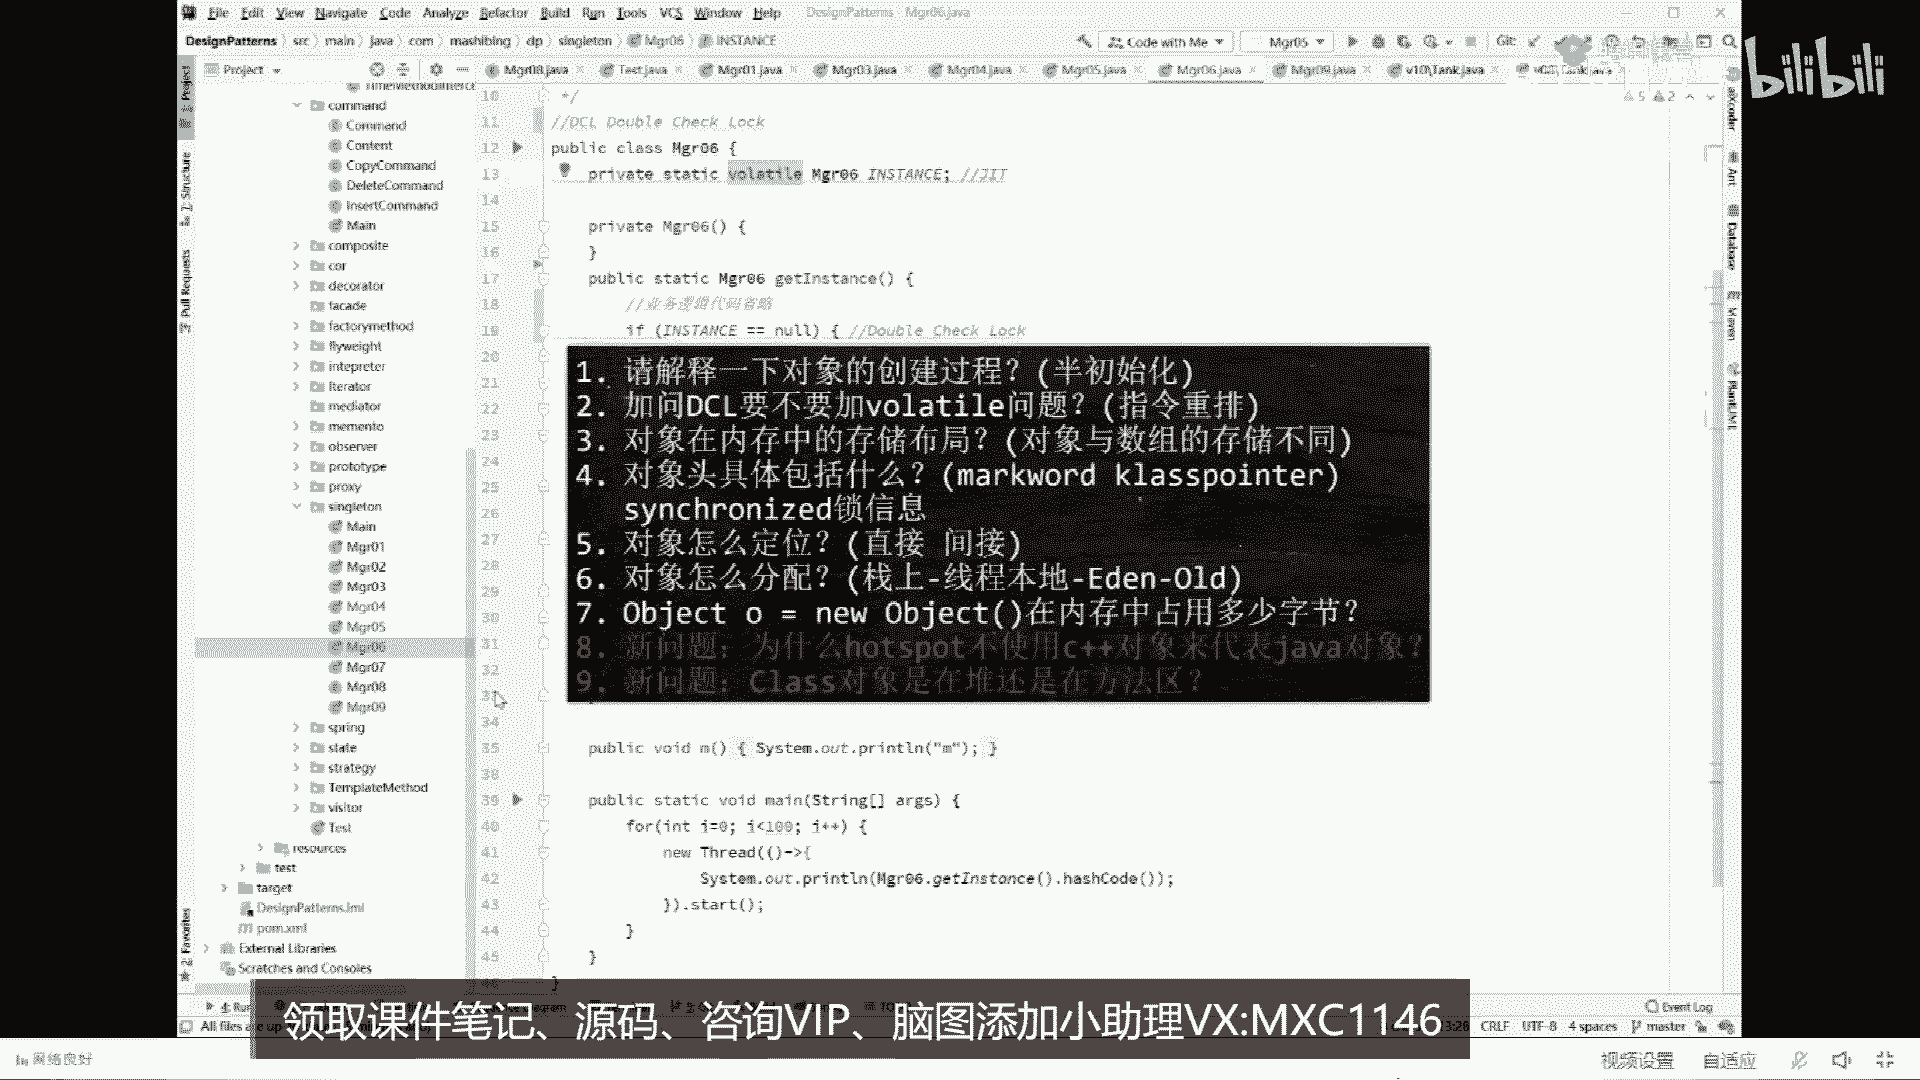 File Edit View Navigate Code Analyze Refactor Build Run Tools VCS Window Help DesignPatterns - Mgr06.java
DesignPatterns src main java com mashibing dp singleton Mgr06 INSTANCE
Code with Me Mgr05 Git:
bilibili
Project
Mgr08.java Test.java Mgr01.java Mgr03.java Mgr04.java Mgr05.java Mgr06.java Mgr09.java v10\Tank.java
1: Project
7: Structure
Pull Requests
Favorites
command
Command
Content
CopyCommand
DeleteCommand
InsertCommand
Main
composite
cor
decorator
facade
factorymethod
flyweight
intepreter
iterator
mediator
memento
observer
prototype
proxy
singleton
Main
Mgr01
Mgr02
Mgr03
Mgr04
Mgr05
Mgr06
Mgr07
Mgr08
Mgr09
spring
state
strategy
TemplateMethod
visitor
Test
resources
test
target
DesignPatterns.iml
pom.xml
External Libraries
Scratches and Consoles
5 2
10 */
11 //DCL Double Check Lock
12 public class Mgr06 {
13 private static volatile Mgr06 INSTANCE; //JIT
14
15 private Mgr06() {
16 }
17 public static Mgr06 getInstance() {
18 //业务逻辑代码省略
19 if (INSTANCE == null) { //Double Check Lock
20
21
22
23
24
25
26
27
28
29
30
31
32
1. 请解释一下对象的创建过程?(半初始化)
2. 加问DCL要不要加volatile问题?(指令重排)
3. 对象在内存中的存储布局?(对象与数组的存储不同)
4. 对象头具体包括什么?(markword klasspointer)
synchronized锁信息
5. 对象怎么定位?(直接 间接)
6. 对象怎么分配?(栈上-线程本地-Eden-Old)
7. Object o = new Object()在内存中占用多少字节?
8. 新问题：为什么hotspot不使用c++对象来代表java对象?
9. 新问题：Class对象是在堆还是在方法区?
34
35 public void m() { System.out.println("m"); }
38
39 public static void main(String[] args) {
40 for(int i=0; i<100; i++) {
41 new Thread(()->{
42 System.out.println(Mgr06.getInstance().hashCode());
43 }).start();
44 }
45 }
}
aiXcoder
Ant
Database
Maven
PlantUML
Event Log
CRLF UTF-8 4 spaces master
领取课件笔记、源码、咨询VIP、脑图添加小助理VX:MXC1146
网络良好
视频设置 自适应